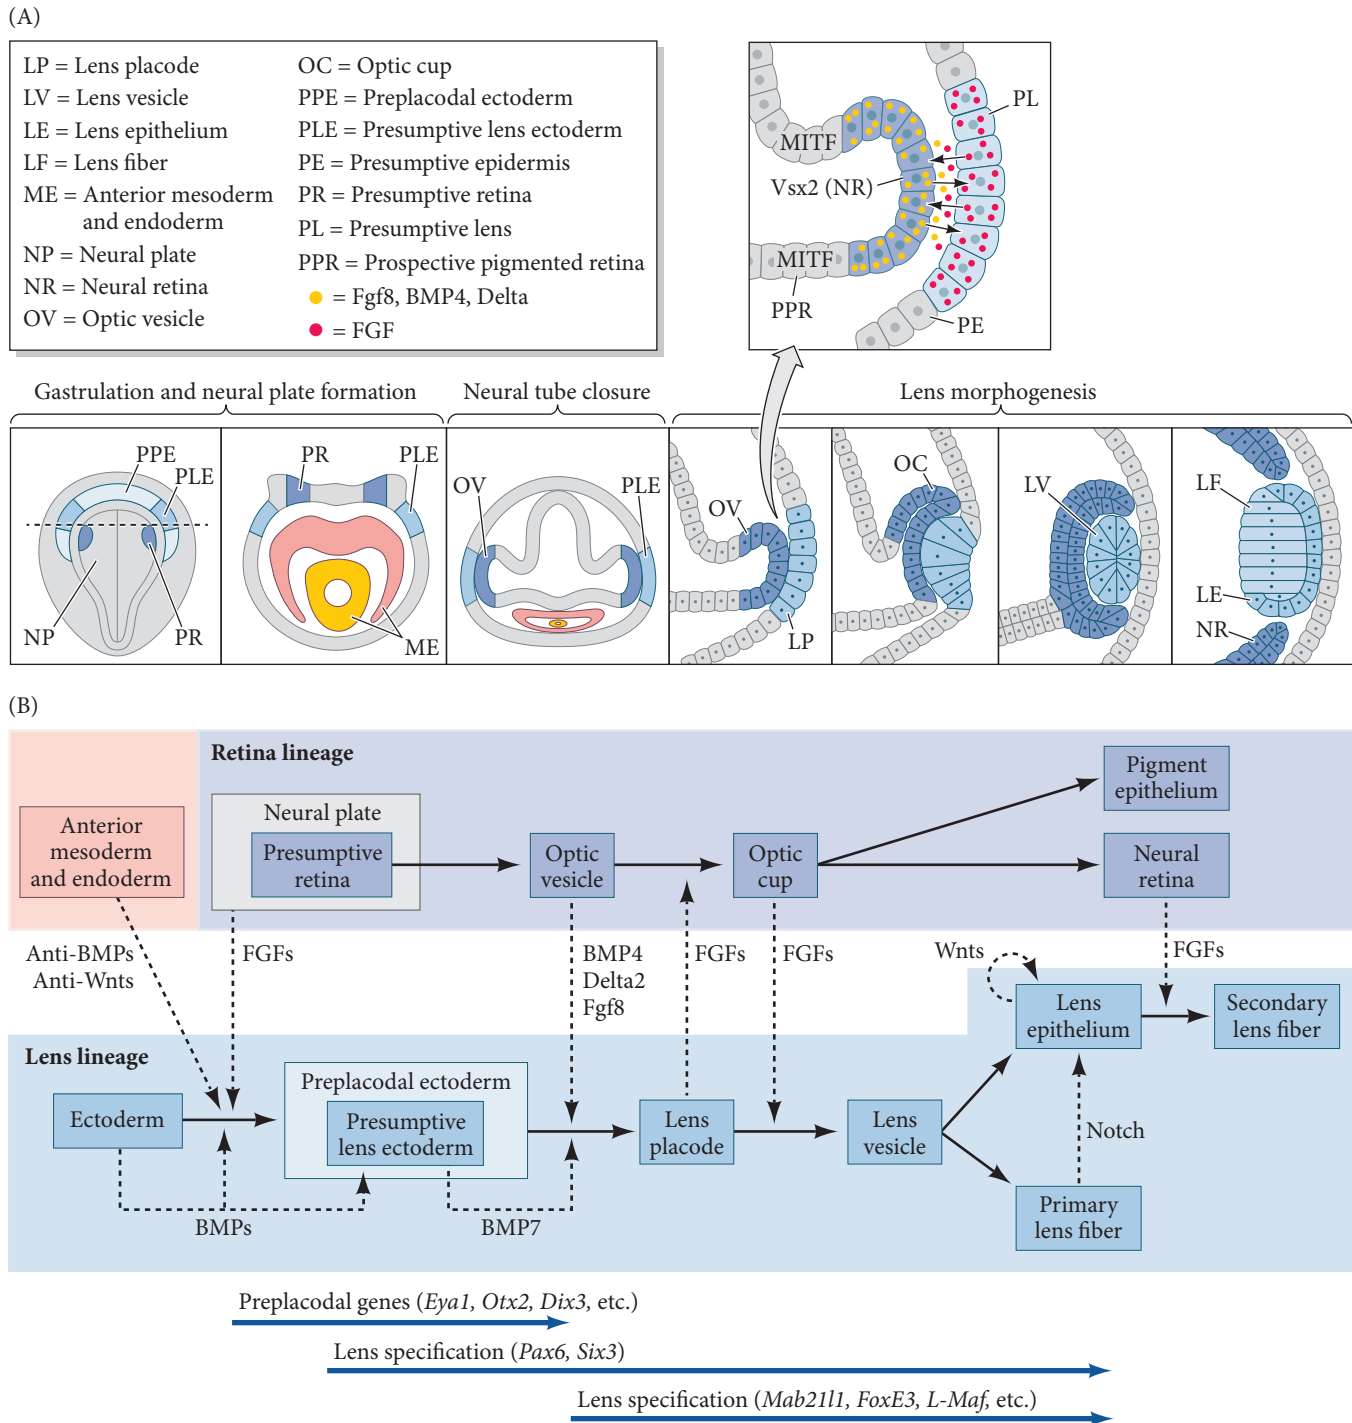 (A)
LP = Lens placode
LV = Lens vesicle
LE = Lens epithelium
LF = Lens fiber
ME = Anterior mesoderm
and endoderm
NP = Neural plate
NR = Neural retina
OV = Optic vesicle
OC = Optic cup
PPE = Preplacodal ectoderm
PLE = Presumptive lens ectoderm
PE = Presumptive epidermis
PR = Presumptive retina
PL = Presumptive lens
PPR = Prospective pigmented retina
= Fgf8, BMP4, Delta
= FGF
PL
MITF
Vsx2 (NR)
MITF
PPR
PE
Gastrulation and neural plate formation
Neural tube closure
Lens morphogenesis
PPE
PLE
NP
PR
PR
PLE
ME
OV
PLE
OV
LP
OC
LV
LF
LE
NR
(B)
Retina lineage
Anterior
mesoderm
and endoderm
Neural plate
Presumptive
retina
Optic
vesicle
Optic
cup
Pigment
epithelium
Neural
retina
Anti-BMPs
Anti-Wnts
FGFs
BMP4
Delta2
Fgf8
FGFs
FGFs
Wnts
FGFs
Lens lineage
Ectoderm
Preplacodal ectoderm
Presumptive
lens ectoderm
Lens
placode
Lens
vesicle
Lens
epithelium
Secondary
lens fiber
Notch
Primary
lens fiber
BMPs
BMP7
Preplacodal genes (Eya1, Otx2, Dix3, etc.)
Lens specification (Pax6, Six3)
Lens specification (Mab21l1, FoxE3, L-Maf, etc.)